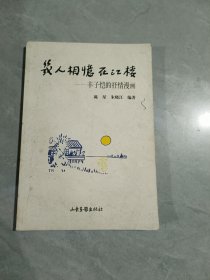 几人相忆在江楼
——丰子恺的抒情漫画
陈星 朱晓江 编著
山东画报出版社